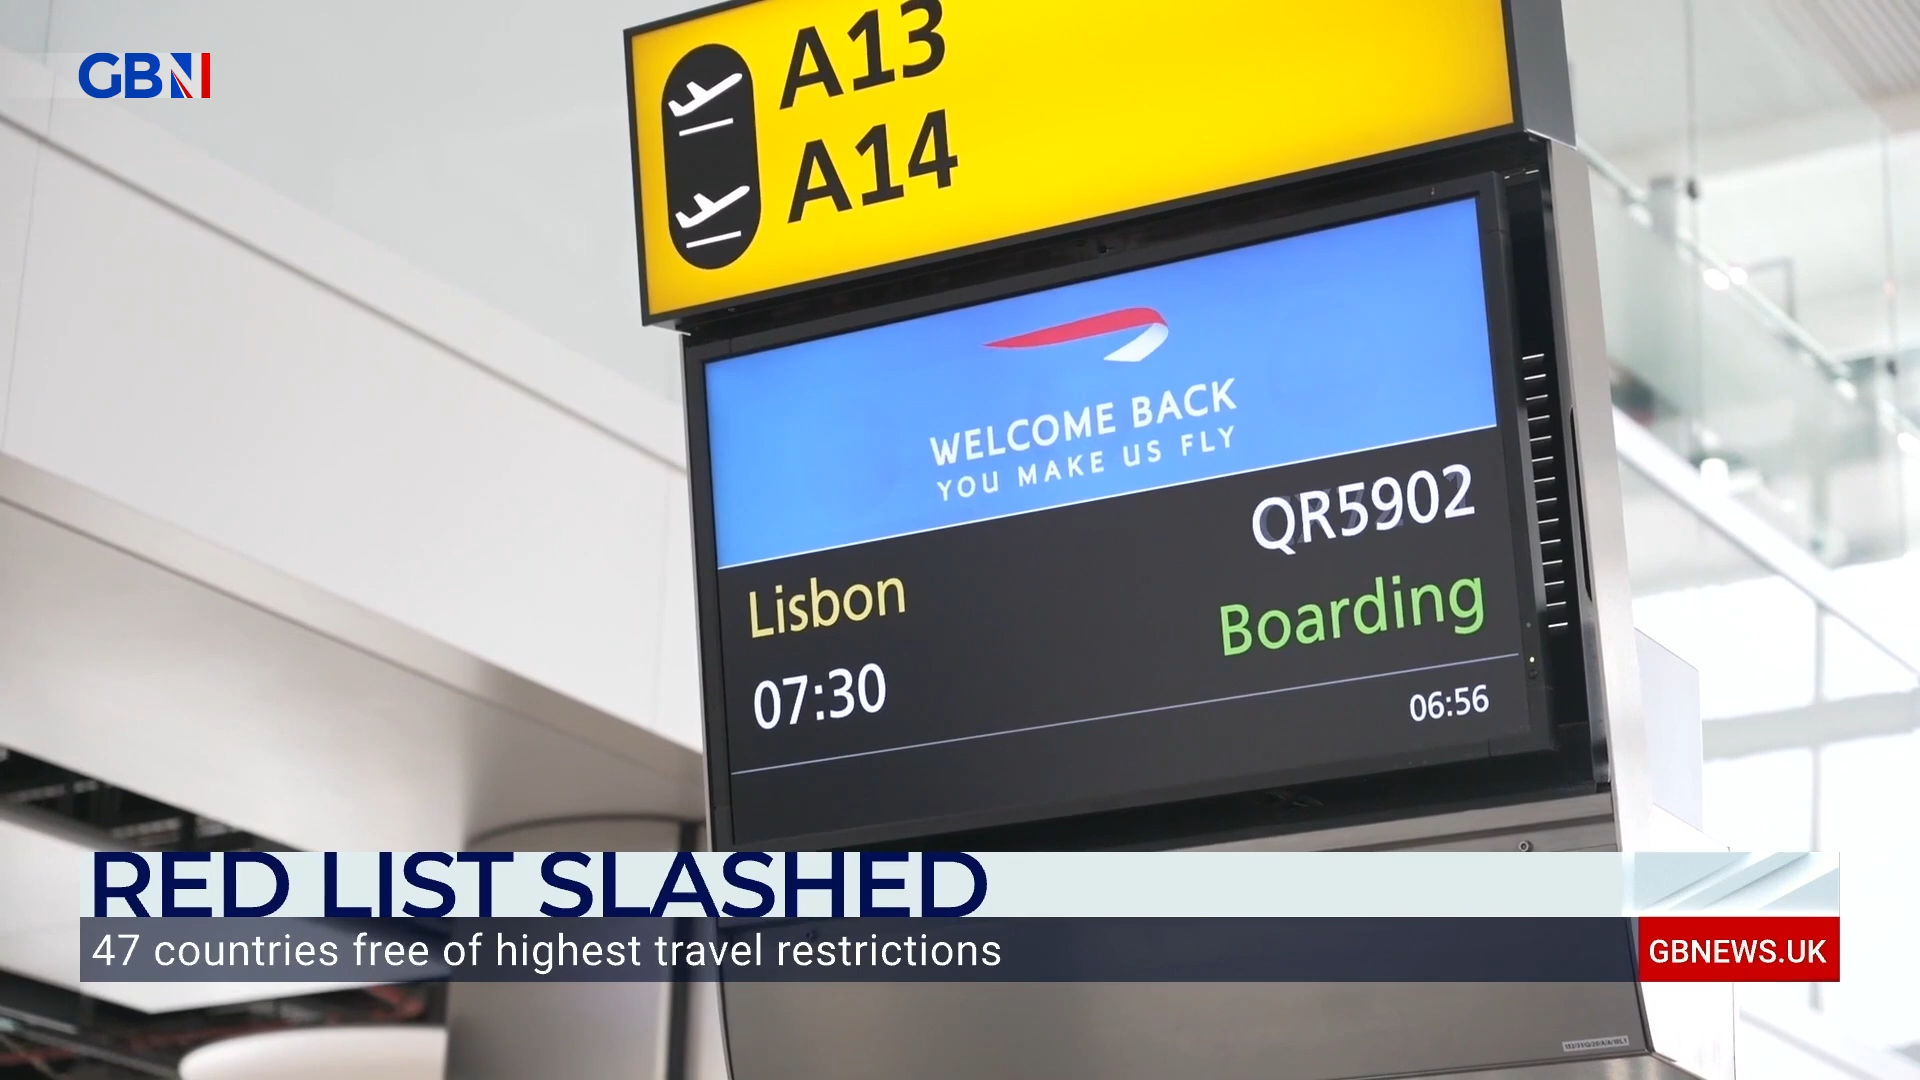 GBN
A13
A14
WELCOME BACK
YOU MAKE US FLY
QR5902
Lisbon
Boarding
07:30
06:56
RED LIST SLASHED
47 countries free of highest travel restrictions
GBNEWS.UK